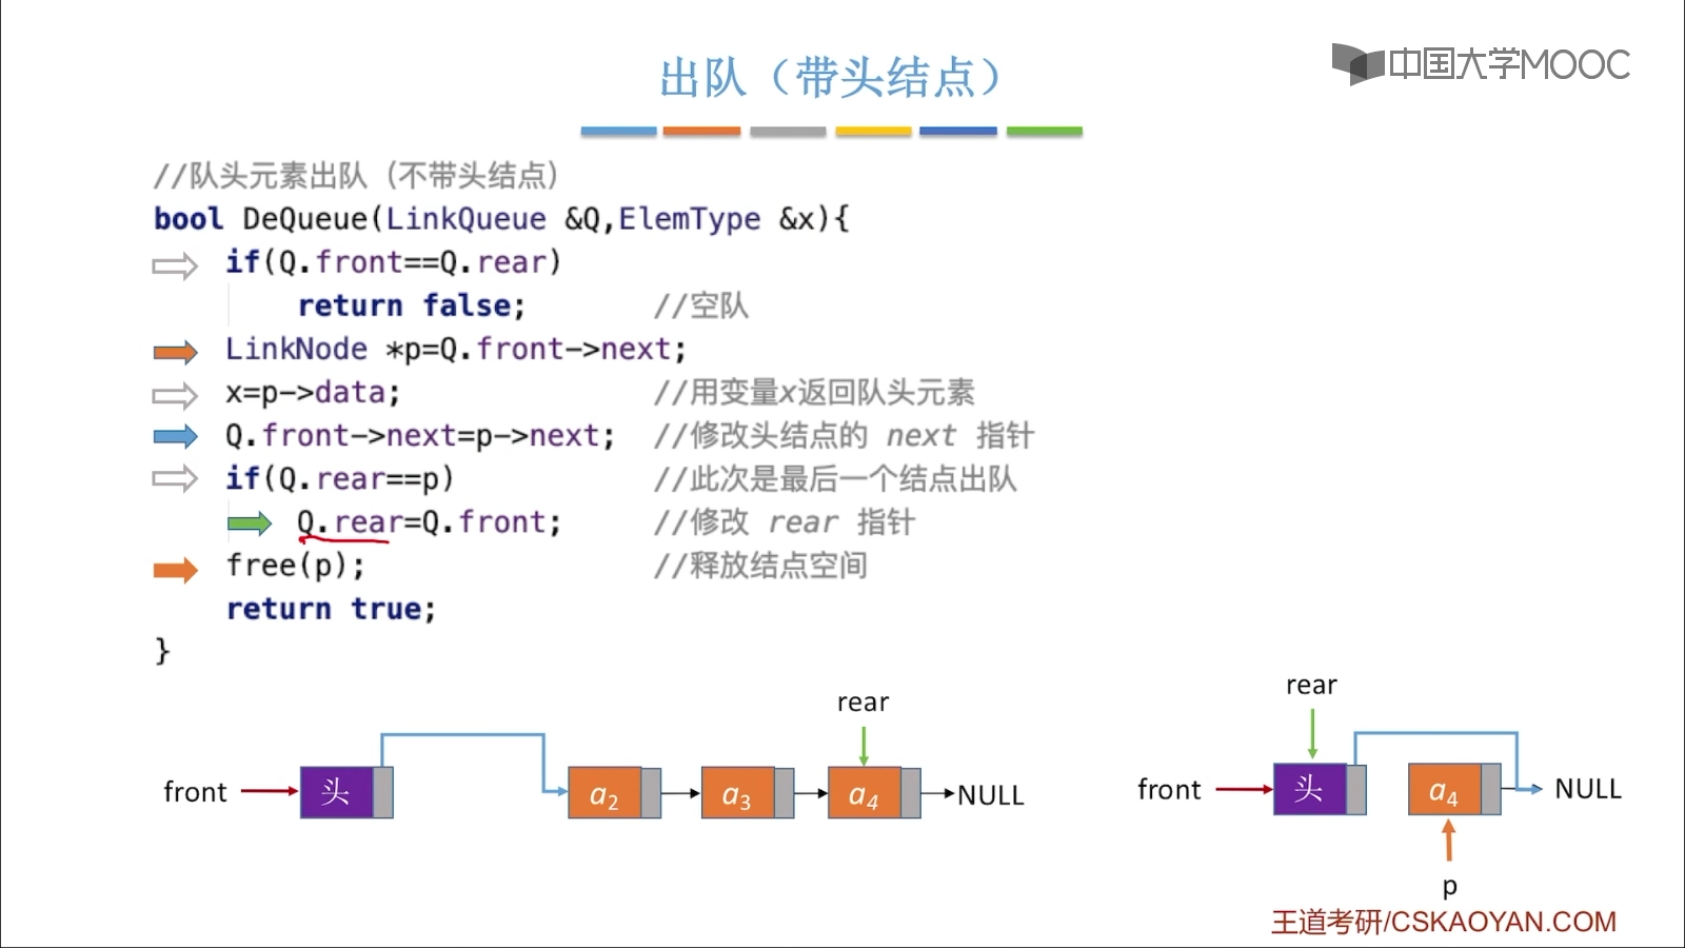 出队（带头结点）
中国大学MOOC
//队头元素出队（不带头结点）
bool DeQueue(LinkQueue &Q,ElemType &x){
if(Q.front==Q.rear)
return false; //空队
LinkNode *p=Q.front->next;
x=p->data; //用变量x返回队头元素
Q.front->next=p->next; //修改头结点的 next 指针
if(Q.rear==p) //此次是最后一个结点出队
Q.rear=Q.front; //修改 rear 指针
free(p); //释放结点空间
return true;
}
rear
front 头 a2 a3 a4 NULL
rear
front 头 a4 NULL
p
王道考研/CSKAOYAN.COM